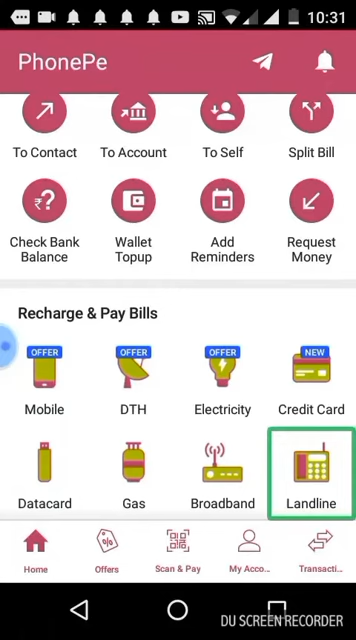 10:31
PhonePe
To Contact To Account To Self Split Bill
Check Bank Balance Wallet Topup Add Reminders Request Money
Recharge & Pay Bills
OFFER OFFER OFFER NEW
Mobile DTH Electricity Credit Card
Datacard Gas Broadband Landline
Home Offers Scan & Pay My Acco... Transacti...
DU SCREEN RECORDER